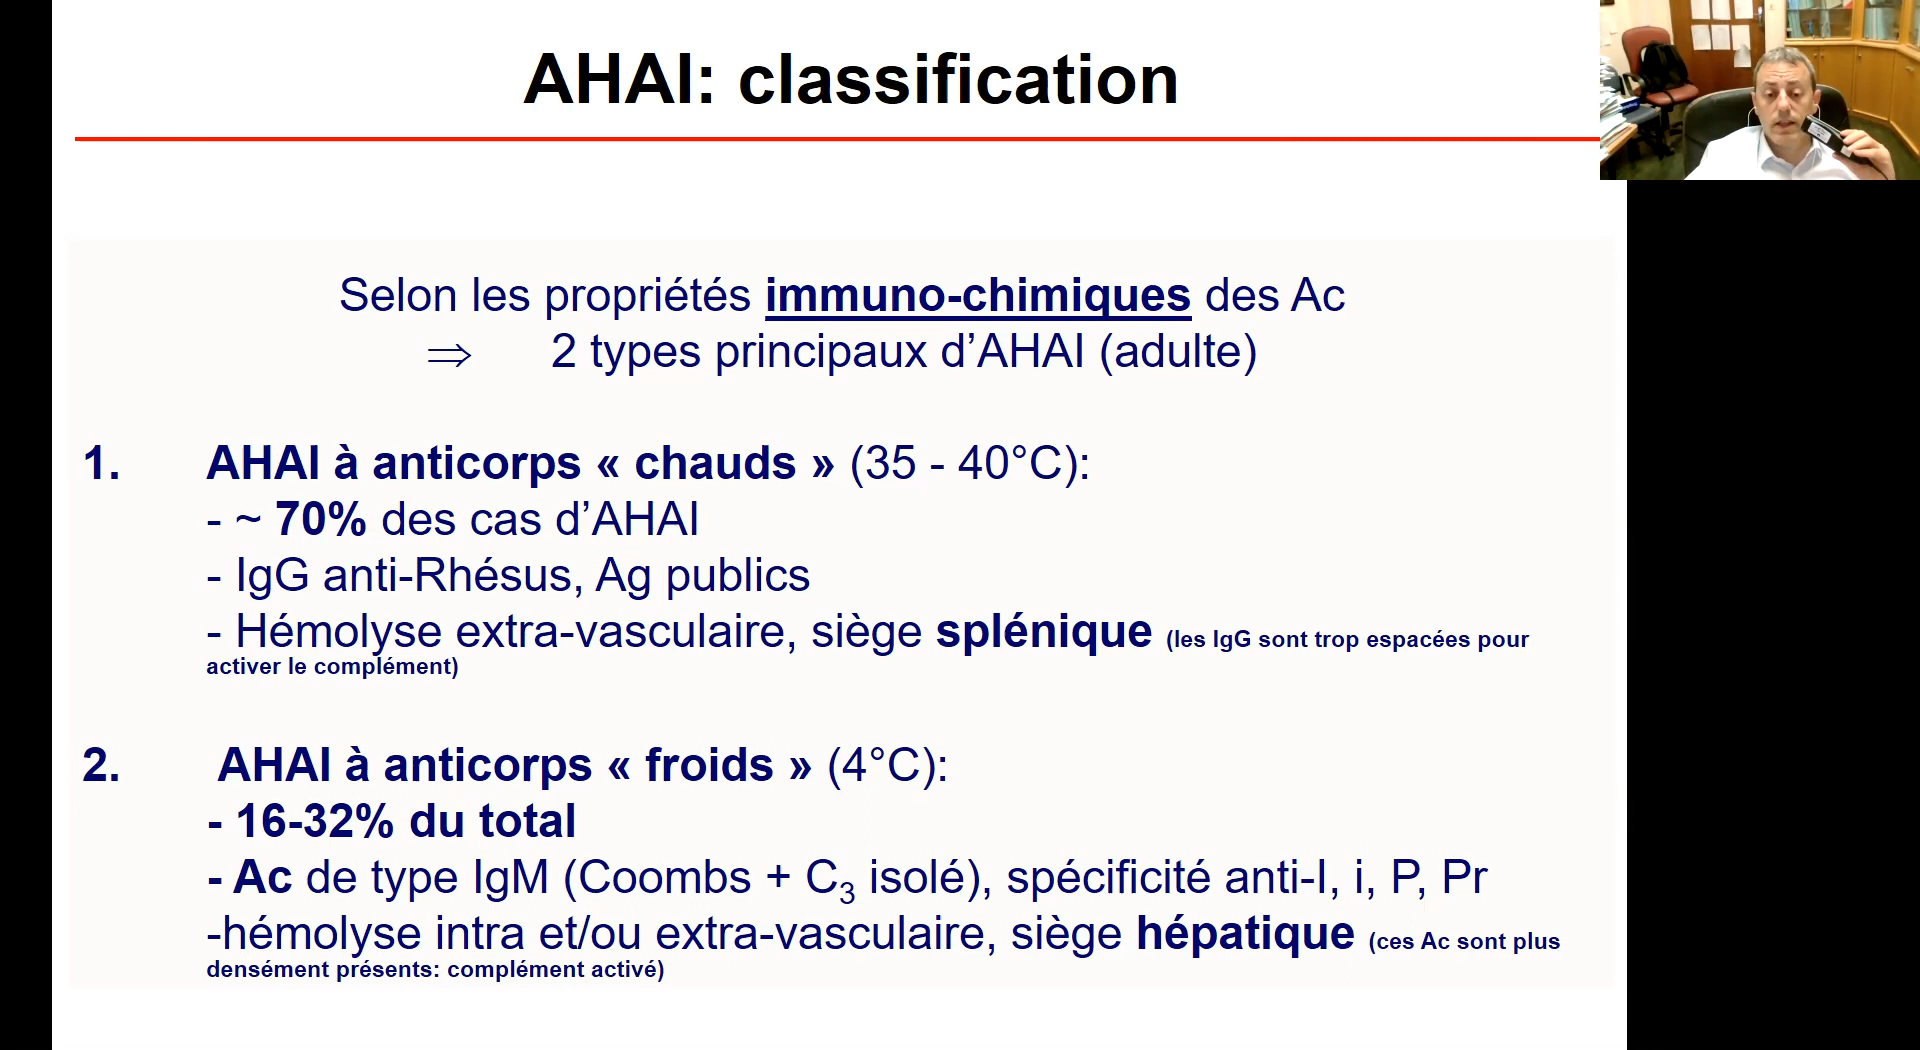 AHAI: classification
Selon les propriétés immuno-chimiques des Ac
⇒ 2 types principaux d’AHAI (adulte)
1. AHAI à anticorps « chauds » (35 - 40°C):
- ~ 70% des cas d’AHAI
- IgG anti-Rhésus, Ag publics
- Hémolyse extra-vasculaire, siège splénique (les IgG sont trop espacées pour
activer le complément)
2. AHAI à anticorps « froids » (4°C):
- 16-32% du total
- Ac de type IgM (Coombs + C3 isolé), spécificité anti-I, i, P, Pr
-hémolyse intra et/ou extra-vasculaire, siège hépatique (ces Ac sont plus
densément présents: complément activé)